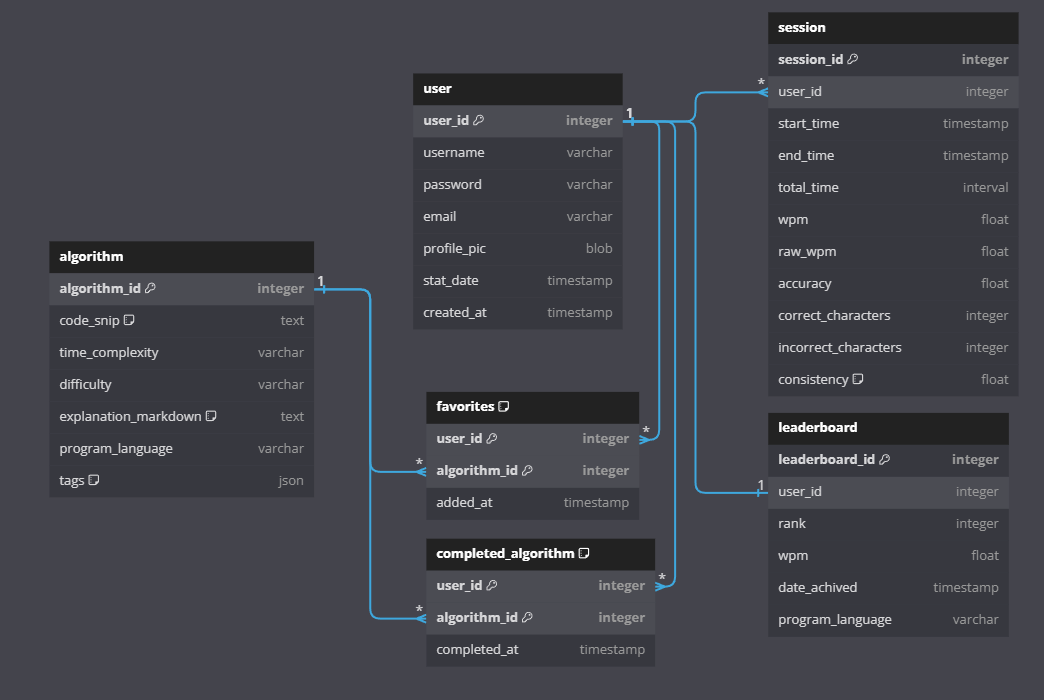 session
session_id integer
user_id integer
start_time timestamp
end_time timestamp
total_time interval
wpm float
raw_wpm float
accuracy float
correct_characters integer
incorrect_characters integer
consistency float
user
user_id integer
username varchar
password varchar
email varchar
profile_pic blob
stat_date timestamp
created_at timestamp
algorithm
algorithm_id integer
code_snip text
time_complexity varchar
difficulty varchar
explanation_markdown text
program_language varchar
tags json
favorites
user_id integer
algorithm_id integer
added_at timestamp
completed_algorithm
user_id integer
algorithm_id integer
completed_at timestamp
leaderboard
leaderboard_id integer
user_id integer
rank integer
wpm float
date_achived timestamp
program_language varchar
1
*
1
*
*
1
*
*